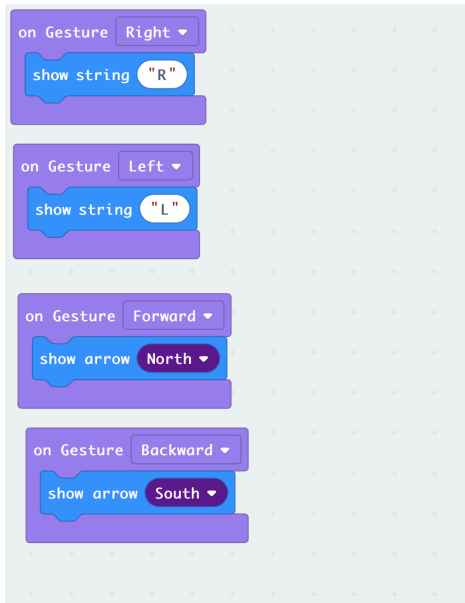 on Gesture Right
show string "R"
on Gesture Left
show string "L"
on Gesture Forward
show arrow North
on Gesture Backward
show arrow South